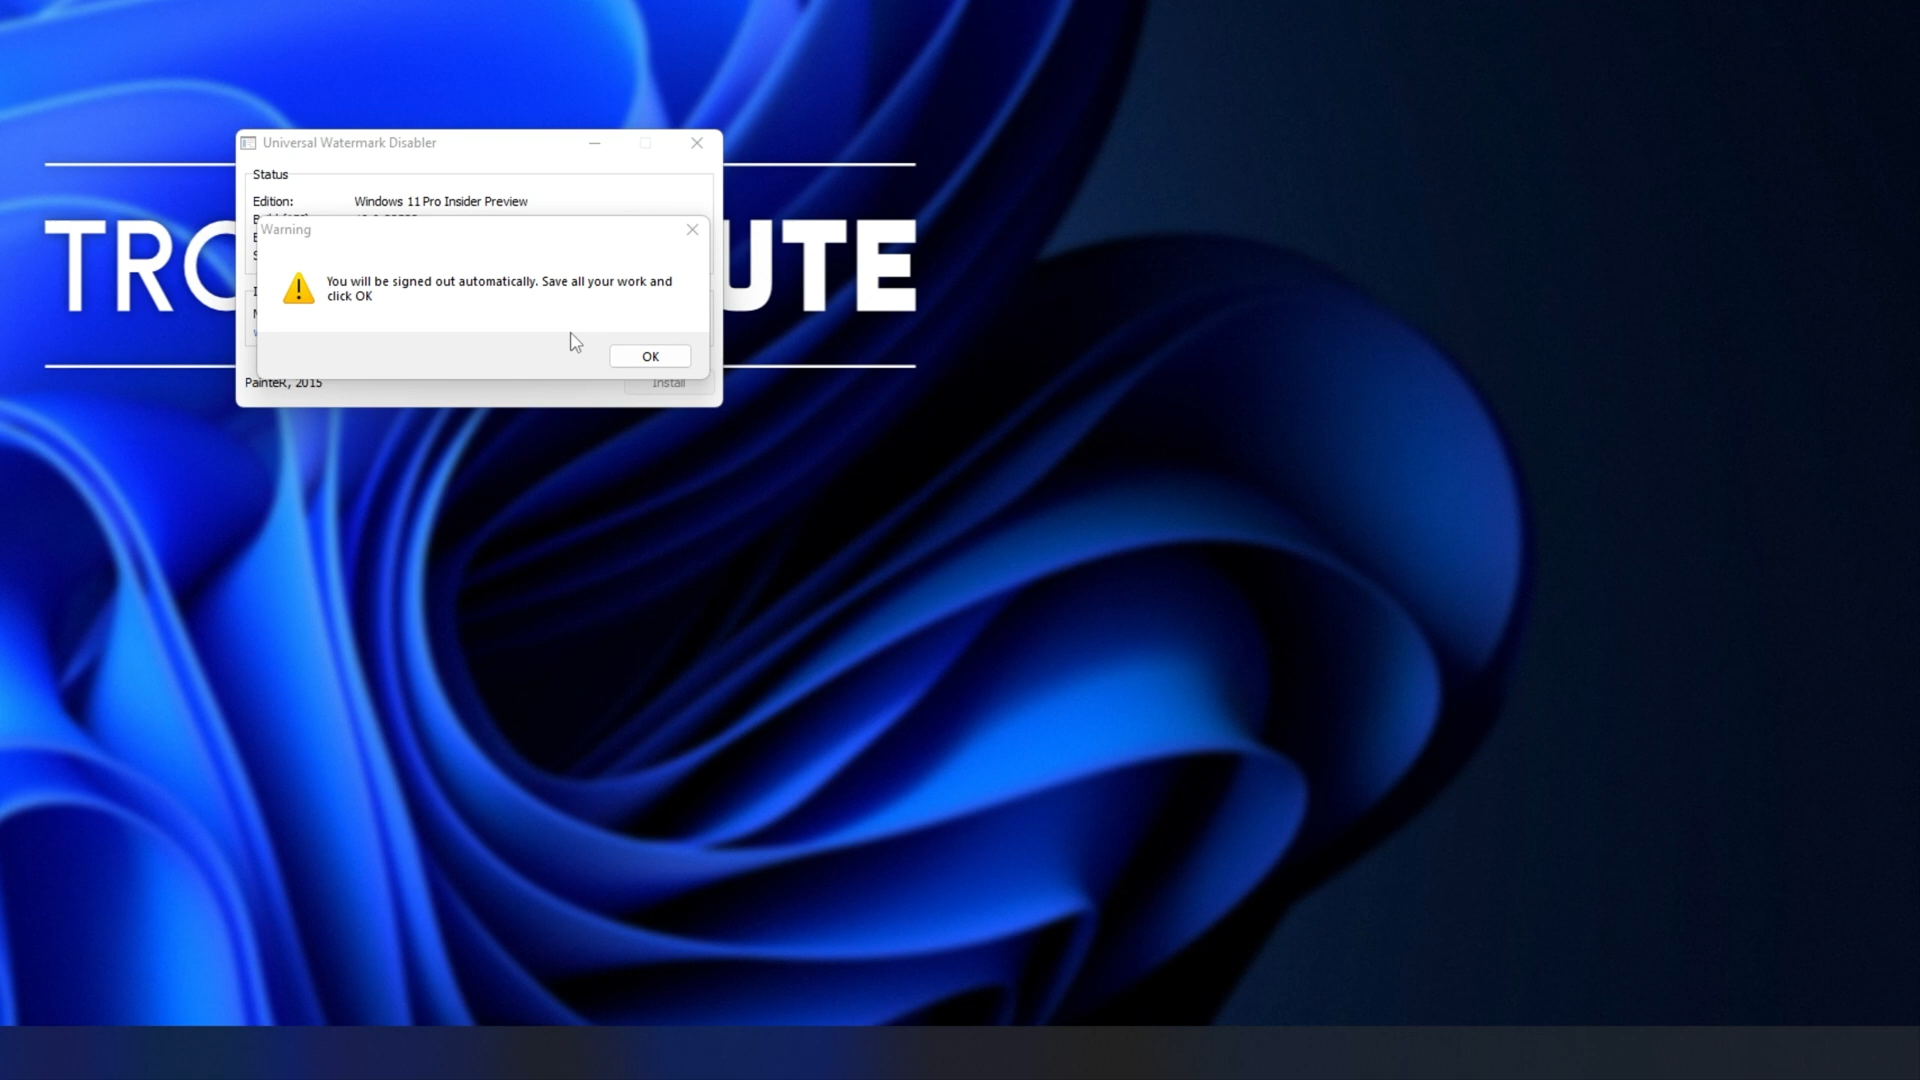 Universal Watermark Disabler
Status
Edition: Windows 11 Pro Insider Preview
Warning
You will be signed out automatically. Save all your work and
click OK
OK
PainteR, 2015
Install
UTE